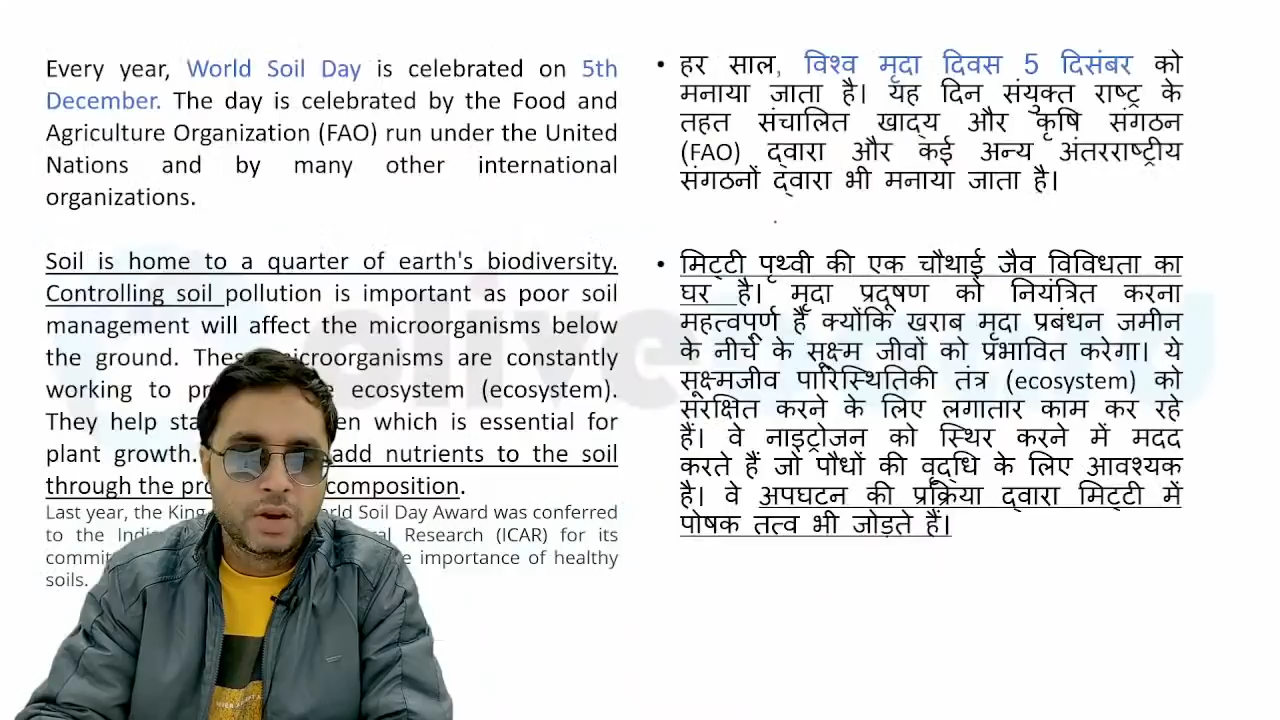 Every year, World Soil Day is celebrated on 5th
December. The day is celebrated by the Food and
Agriculture Organization (FAO) run under the United
Nations and by many other international
organizations.
Soil is home to a quarter of earth's biodiversity.
Controlling soil pollution is important as poor soil
management will affect the microorganisms below
the ground. microorganisms are constantly
working to ecosystem (ecosystem).
They help which is essential for
plant growth. add nutrients to the soil
through the
Last year, the King World Soil Day Award was conferred
to the Research (ICAR) for its
importance of healthy
soils.
• हर साल, विश्व मृदा दिवस 5 दिसंबर को
मनाया जाता है। यह दिन संयुक्त राष्ट्र के
तहत संचालित खाद्य और कृषि संगठन
(FAO) द्वारा और कई अन्य अंतरराष्ट्रीय
संगठनों द्वारा भी मनाया जाता है।
• मिट्टी पृथ्वी की एक चौथाई जैव विविधता का
घर है। मृदा प्रदूषण को नियंत्रित करना
महत्वपूर्ण है क्योंकि खराब मृदा प्रबंधन जमीन
के नीचे के सूक्ष्म जीवों को प्रभावित करेगा। ये
सूक्ष्मजीव पारिस्थितिकी तंत्र (ecosystem) को
संरक्षित करने के लिए लगातार काम कर रहे
हैं। वे नाइट्रोजन को स्थिर करने में मदद
करते हैं जो पौधों की वृद्धि के लिए आवश्यक
है। वे अपघटन की प्रक्रिया द्वारा मिट्टी में
पोषक तत्व भी जोड़ते हैं।